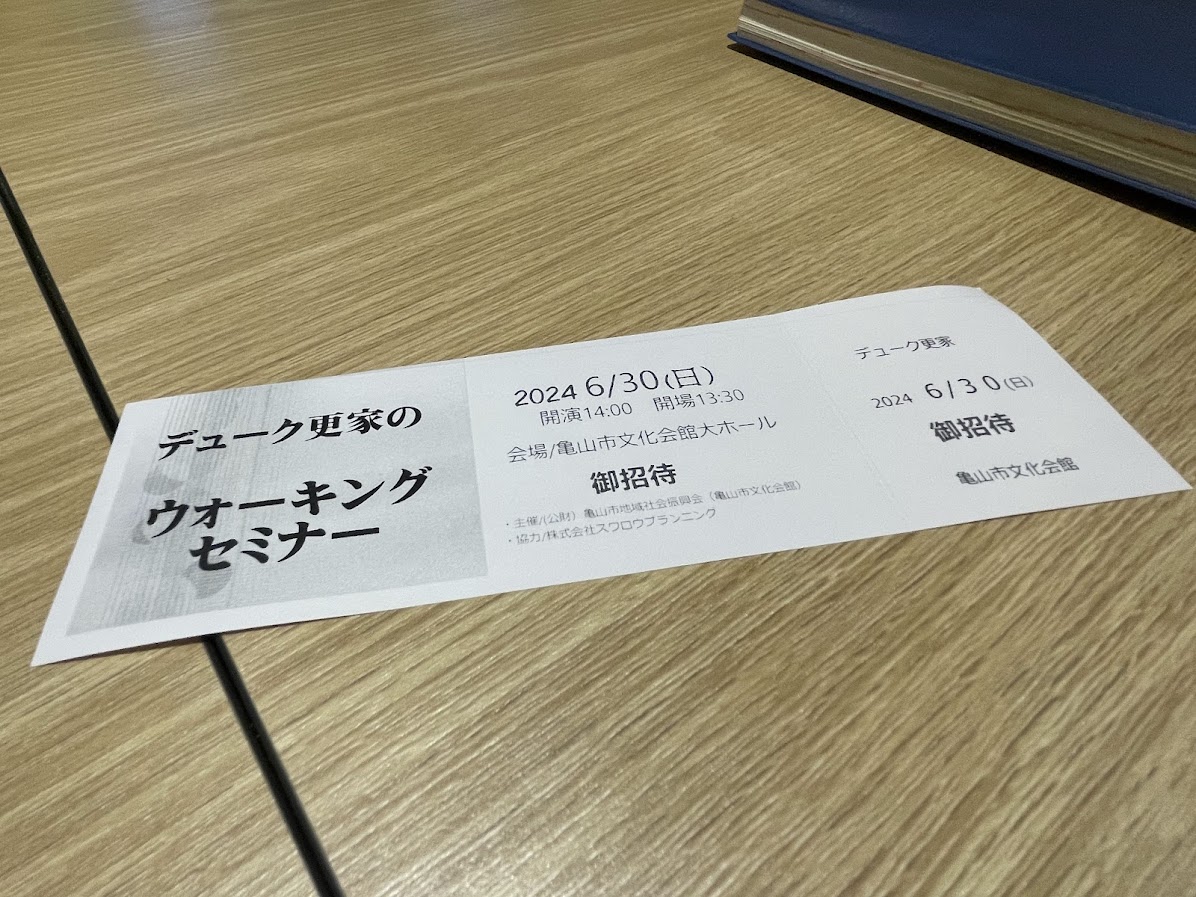 デューク更家の
ウォーキング
セミナー
2024 6/30(日)
開演14:00 開場13:30
会場/亀山市文化会館大ホール
御招待
・主催/(公財) 亀山市地域社会振興会（亀山市文化会館）
・協力/株式会社スワロウプランニング
デューク更家
2024 6/30(日)
御招待
亀山市文化会館